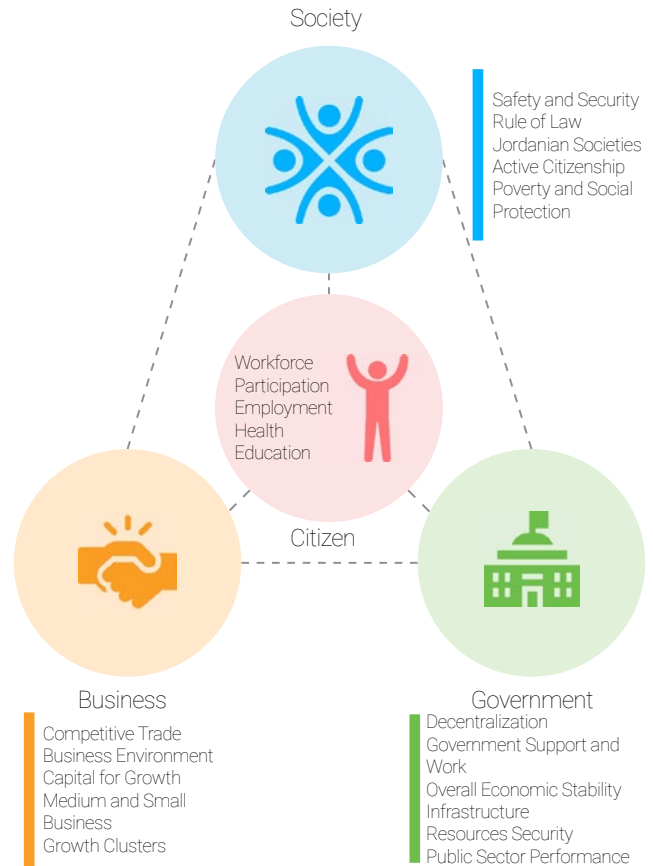 Society
Safety and Security
Rule of Law
Jordanian Societies
Active Citizenship
Poverty and Social
Protection
Workforce
Participation
Employment
Health
Education
Citizen
Business
Competitive Trade
Business Environment
Capital for Growth
Medium and Small
Business
Growth Clusters
Government
Decentralization
Government Support and
Work
Overall Economic Stability
Infrastructure
Resources Security
Public Sector Performance